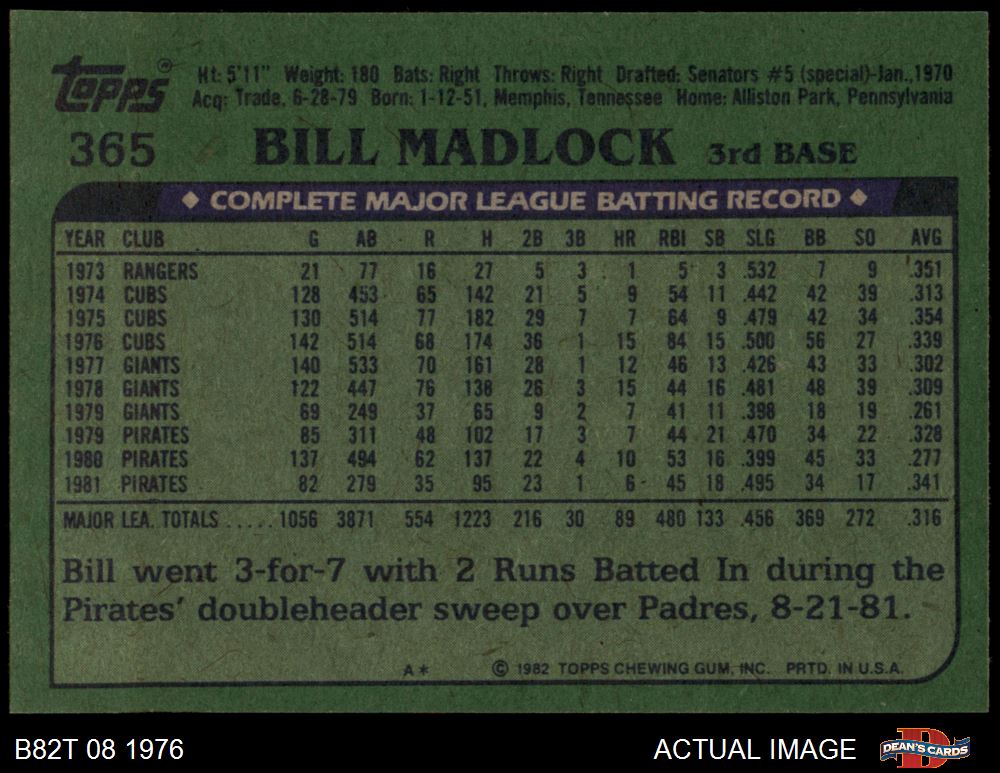 topps® Ht: 5'11" Weight: 180 Bats: Right Throws: Right Drafted: Senators #5 (special)-Jan.,1970
Acq: Trade, 6-28-79 Born: 1-12-51, Memphis, Tennessee Home: Alliston Park, Pennsylvania
365 BILL MADLOCK 3rd BASE
◆ COMPLETE MAJOR LEAGUE BATTING RECORD ◆
YEAR CLUB G AB R H 2B 3B HR RBI SB SLG BB SO AVG
1973 RANGERS 21 77 16 27 5 3 1 5 3 .532 7 9 .351
1974 CUBS 128 453 65 142 21 5 9 54 11 .442 42 39 .313
1975 CUBS 130 514 77 182 29 7 7 64 9 .479 42 34 .354
1976 CUBS 142 514 68 174 36 1 15 84 15 .500 56 27 .339
1977 GIANTS 140 533 70 161 28 1 12 46 13 .426 43 33 .302
1978 GIANTS 122 447 76 138 26 3 15 44 16 .481 48 39 .309
1979 GIANTS 69 249 37 65 9 2 7 41 11 .398 18 19 .261
1979 PIRATES 85 311 48 102 17 3 7 44 21 .470 34 22 .328
1980 PIRATES 137 494 62 137 22 4 10 53 16 .399 45 33 .277
1981 PIRATES 82 279 35 95 23 1 6 45 18 .495 34 17 .341
MAJOR LEA. TOTALS ..... 1056 3871 554 1223 216 30 89 480 133 .456 369 272 .316
Bill went 3-for-7 with 2 Runs Batted In during the
Pirates' doubleheader sweep over Padres, 8-21-81.
A* © 1982 TOPPS CHEWING GUM, INC. PRTD. IN U.S.A.
B82T 08 1976 ACTUAL IMAGE B DEAN'S CARDS